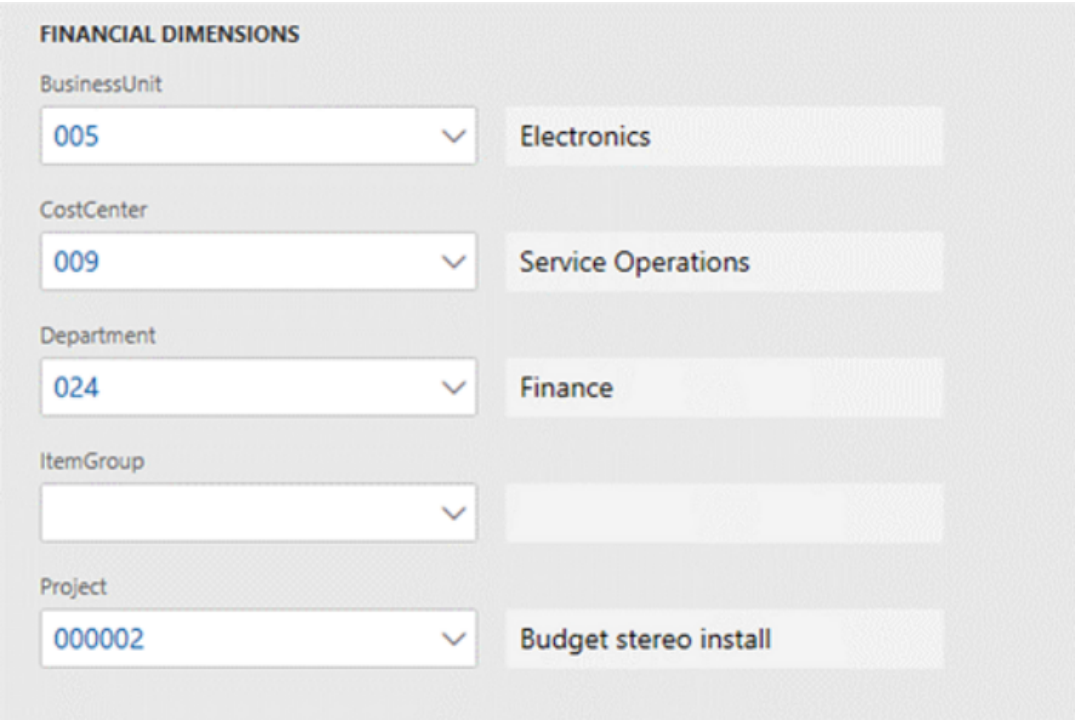 FINANCIAL DIMENSIONS
BusinessUnit
005 Electronics
CostCenter
009 Service Operations
Department
024 Finance
ItemGroup
Project
000002 Budget stereo install